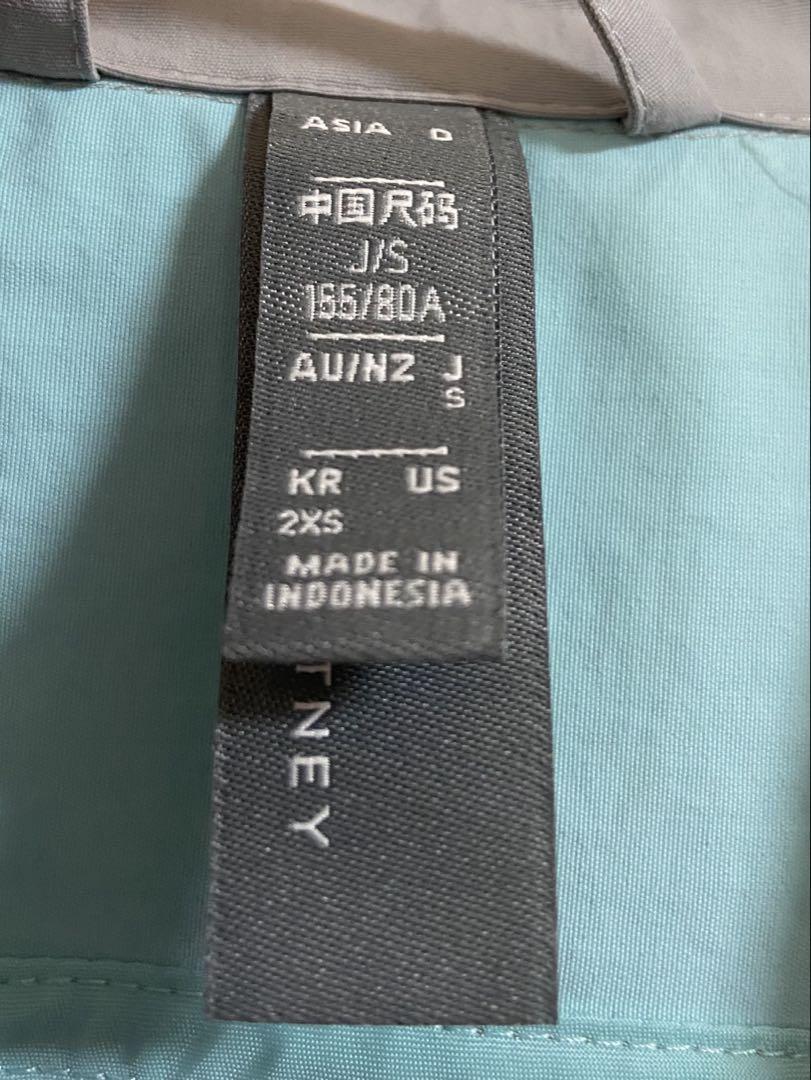 ASIA D
中国尺码
J/S
155/80A
AU/NZ J
S
KR US
2XS
MADE IN
INDONESIA
TNEY